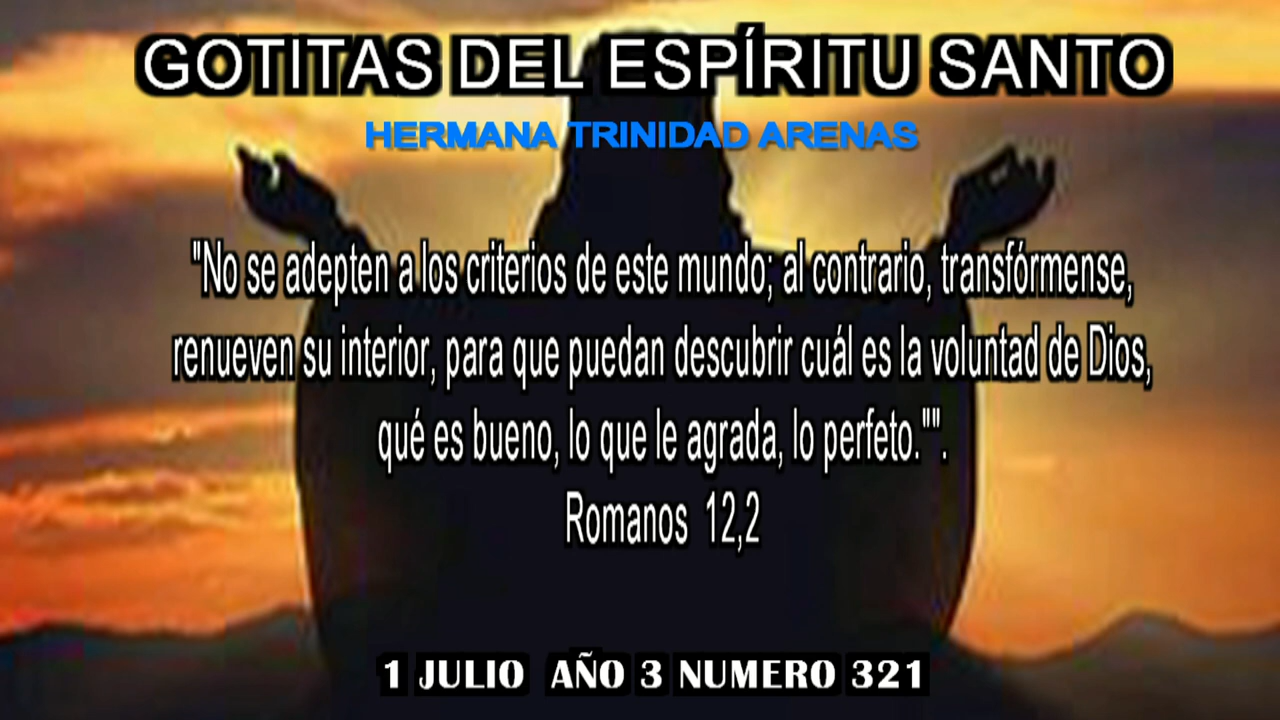 GOTITAS DEL ESPÍRITU SANTO
HERMANA TRINIDAD ARENAS
"No se adepten a los criterios de este mundo; al contrario, transfórmense,
renueven su interior, para que puedan descubrir cuál es la voluntad de Dios,
qué es bueno, lo que le agrada, lo perfeto."".
Romanos 12,2
1 JULIO AÑO 3 NUMERO 321